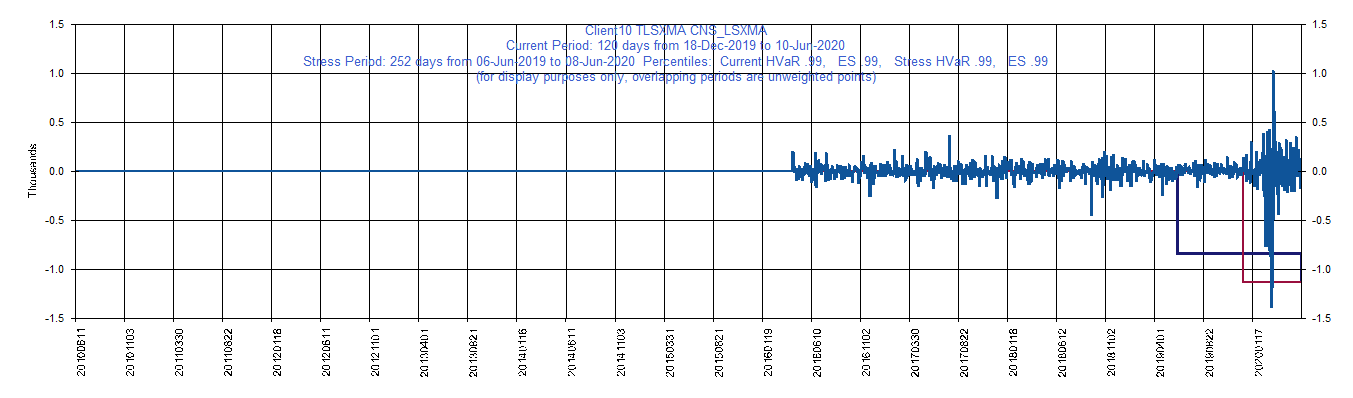 Client10 TLSXMA CNS_LSXMA
Current Period: 120 days from 18-Dec-2019 to 10-Jun-2020
Stress Period: 252 days from 06-Jun-2019 to 08-Jun-2020 Percentiles: Current HVaR .99, ES .99, Stress HVaR .99, ES .99
(for display purposes only, overlapping periods are unweighted points)
1.5 1.5
1.0 1.0
0.5 0.5
0.0 0.0
-0.5 -0.5
-1.0 -1.0
-1.5 -1.5
Thousands
20100611 20101103 20110330 20110822 20120118 20120611 20121101 20130401 20130821 20140116 20140611 20141103 20150331 20150821 20160119 20160610 20161102 20170330 20170822 20180118 20180612 20181102 20190401 20190822 20200117